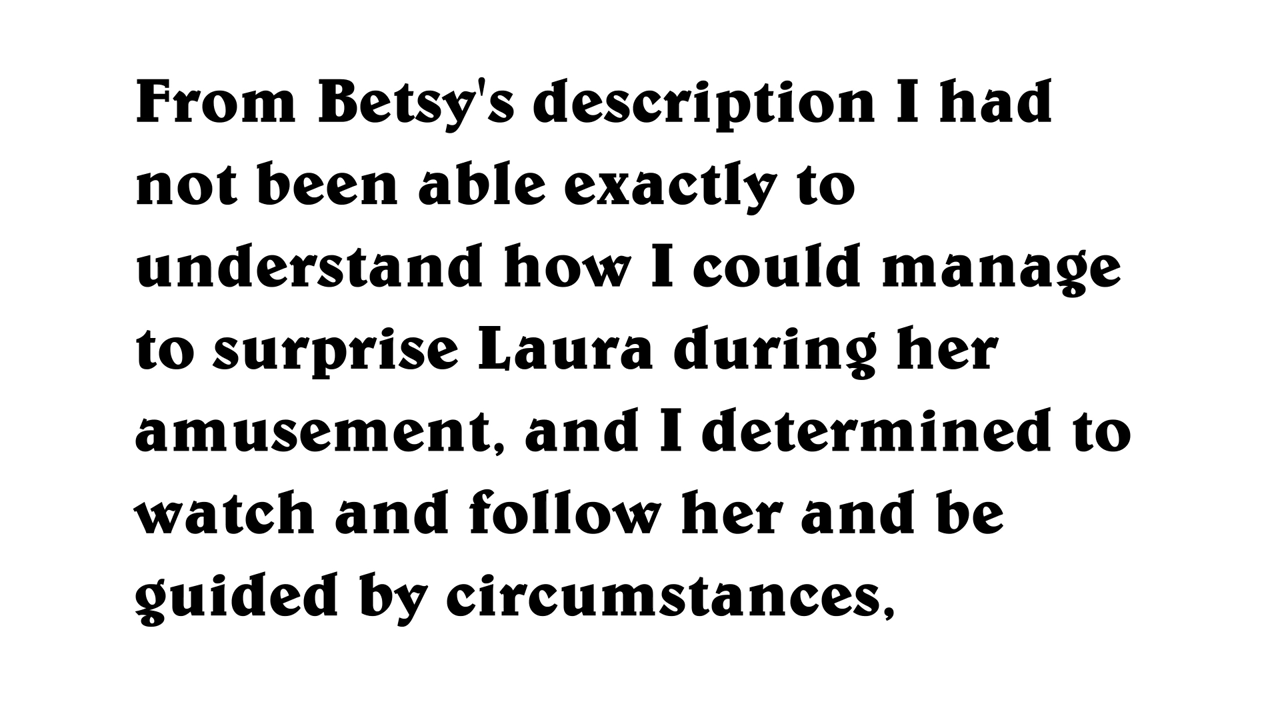 From Betsy's description I had
not been able exactly to
understand how I could manage
to surprise Laura during her
amusement, and I determined to
watch and follow her and be
guided by circumstances,